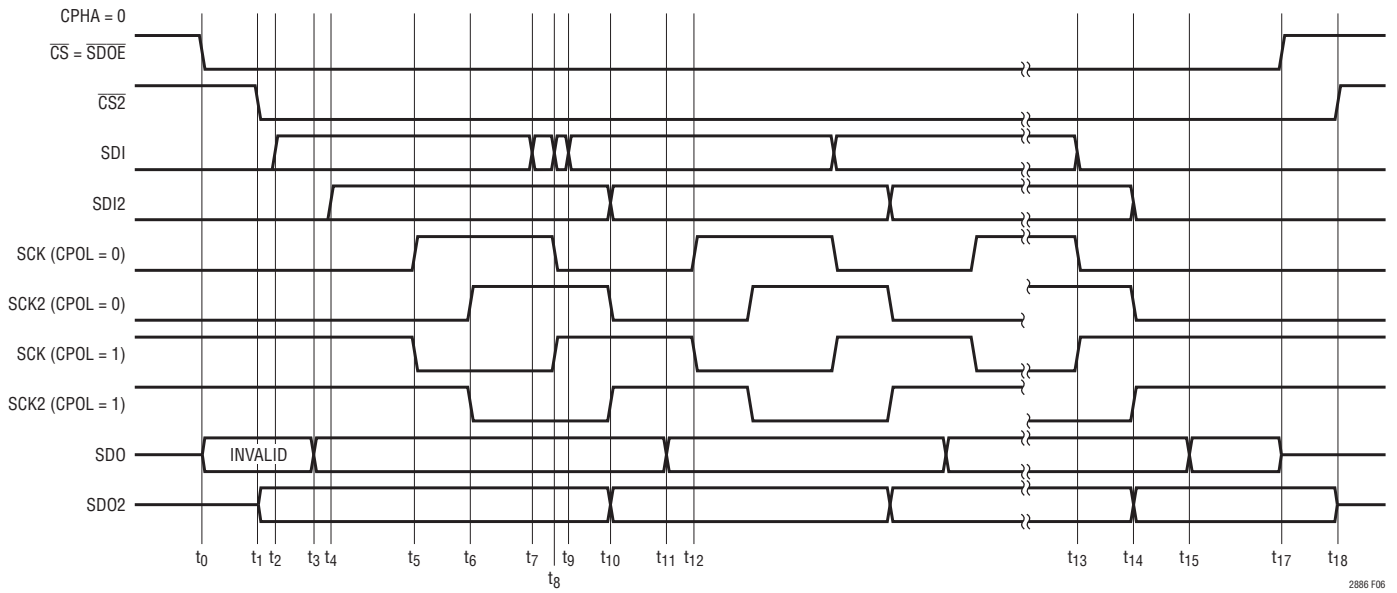 CPHA = 0
CS = SDOE
CS2
SDI
SDI2
SCK (CPOL = 0)
SCK2 (CPOL = 0)
SCK (CPOL = 1)
SCK2 (CPOL = 1)
SDO INVALID
SDO2
t0 t1 t2 t3 t4 t5 t6 t7 t8 t9 t10 t11 t12 t13 t14 t15 t17 t18
2886 F06